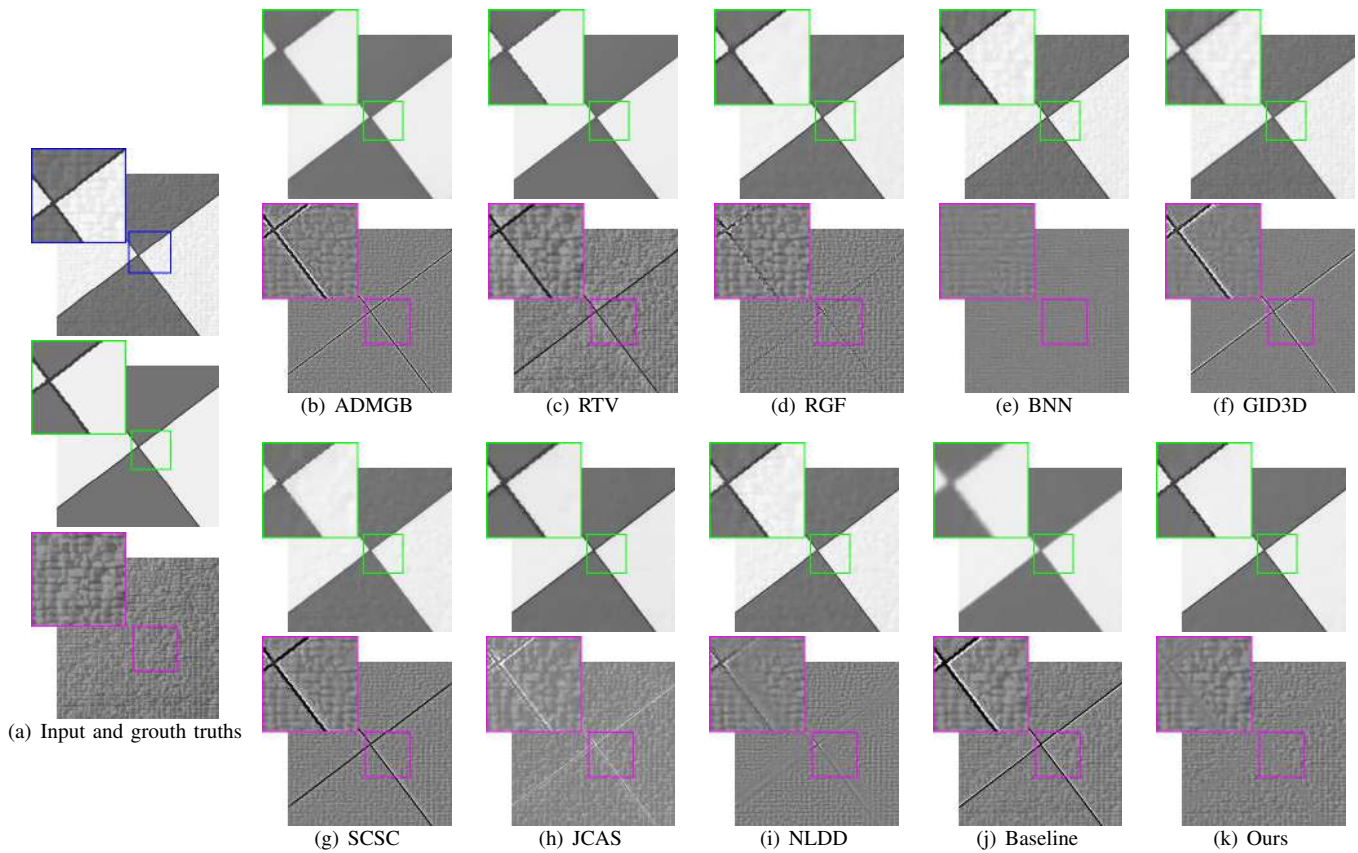 (a) Input and grouth truths
(b) ADMGB
(c) RTV
(d) RGF
(e) BNN
(f) GID3D
(g) SCSC
(h) JCAS
(i) NLDD
(j) Baseline
(k) Ours